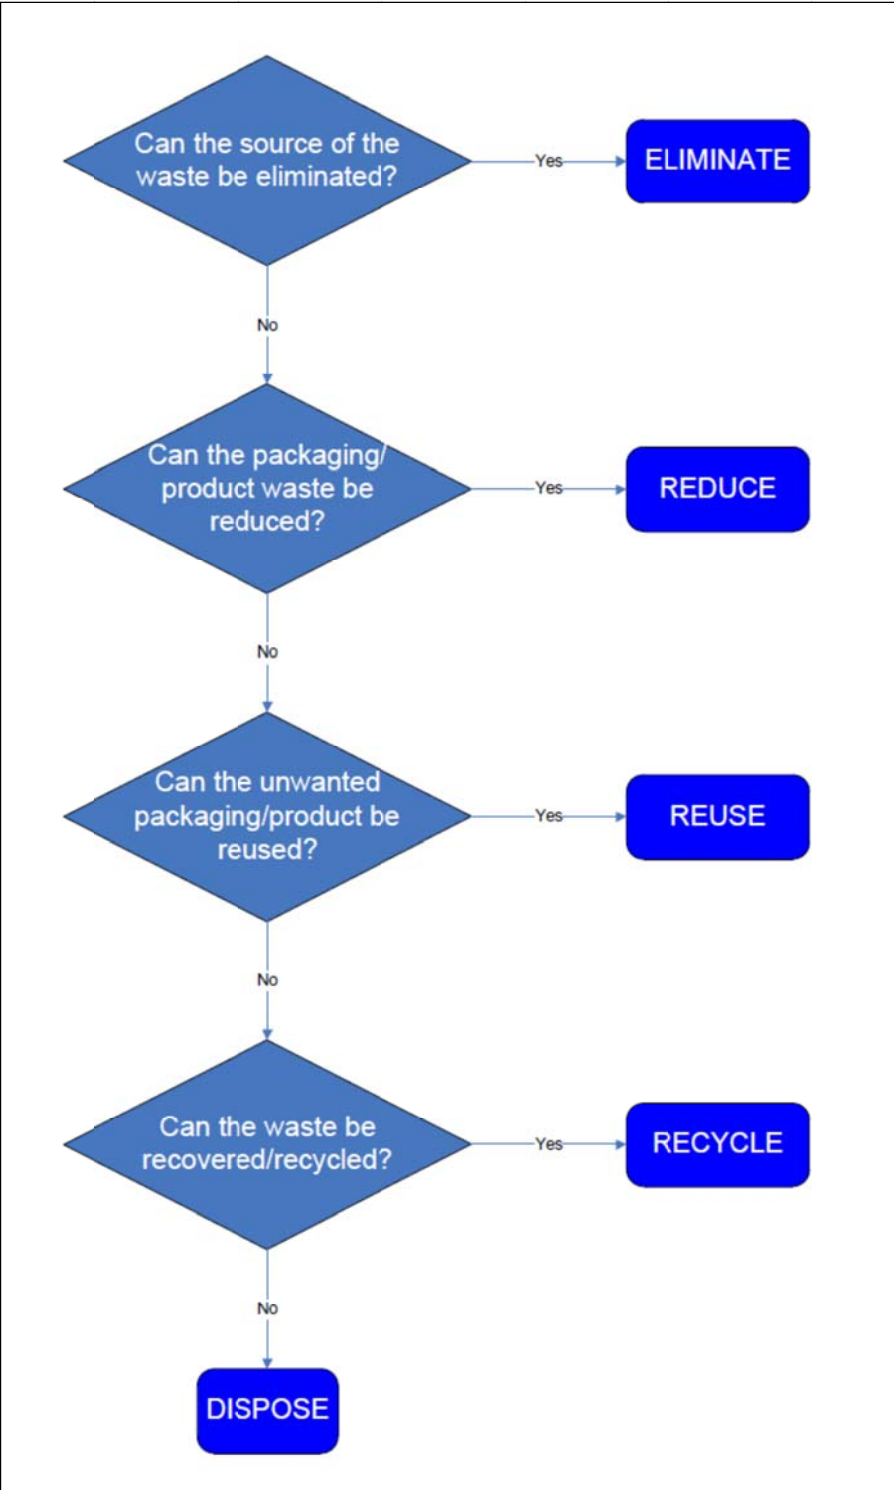 Can the source of the
waste be eliminated?
Yes
ELIMINATE
No
Can the packaging/
product waste be
reduced?
Yes
REDUCE
No
Can the unwanted
packaging/product be
reused?
Yes
REUSE
No
Can the waste be
recovered/recycled?
Yes
RECYCLE
No
DISPOSE